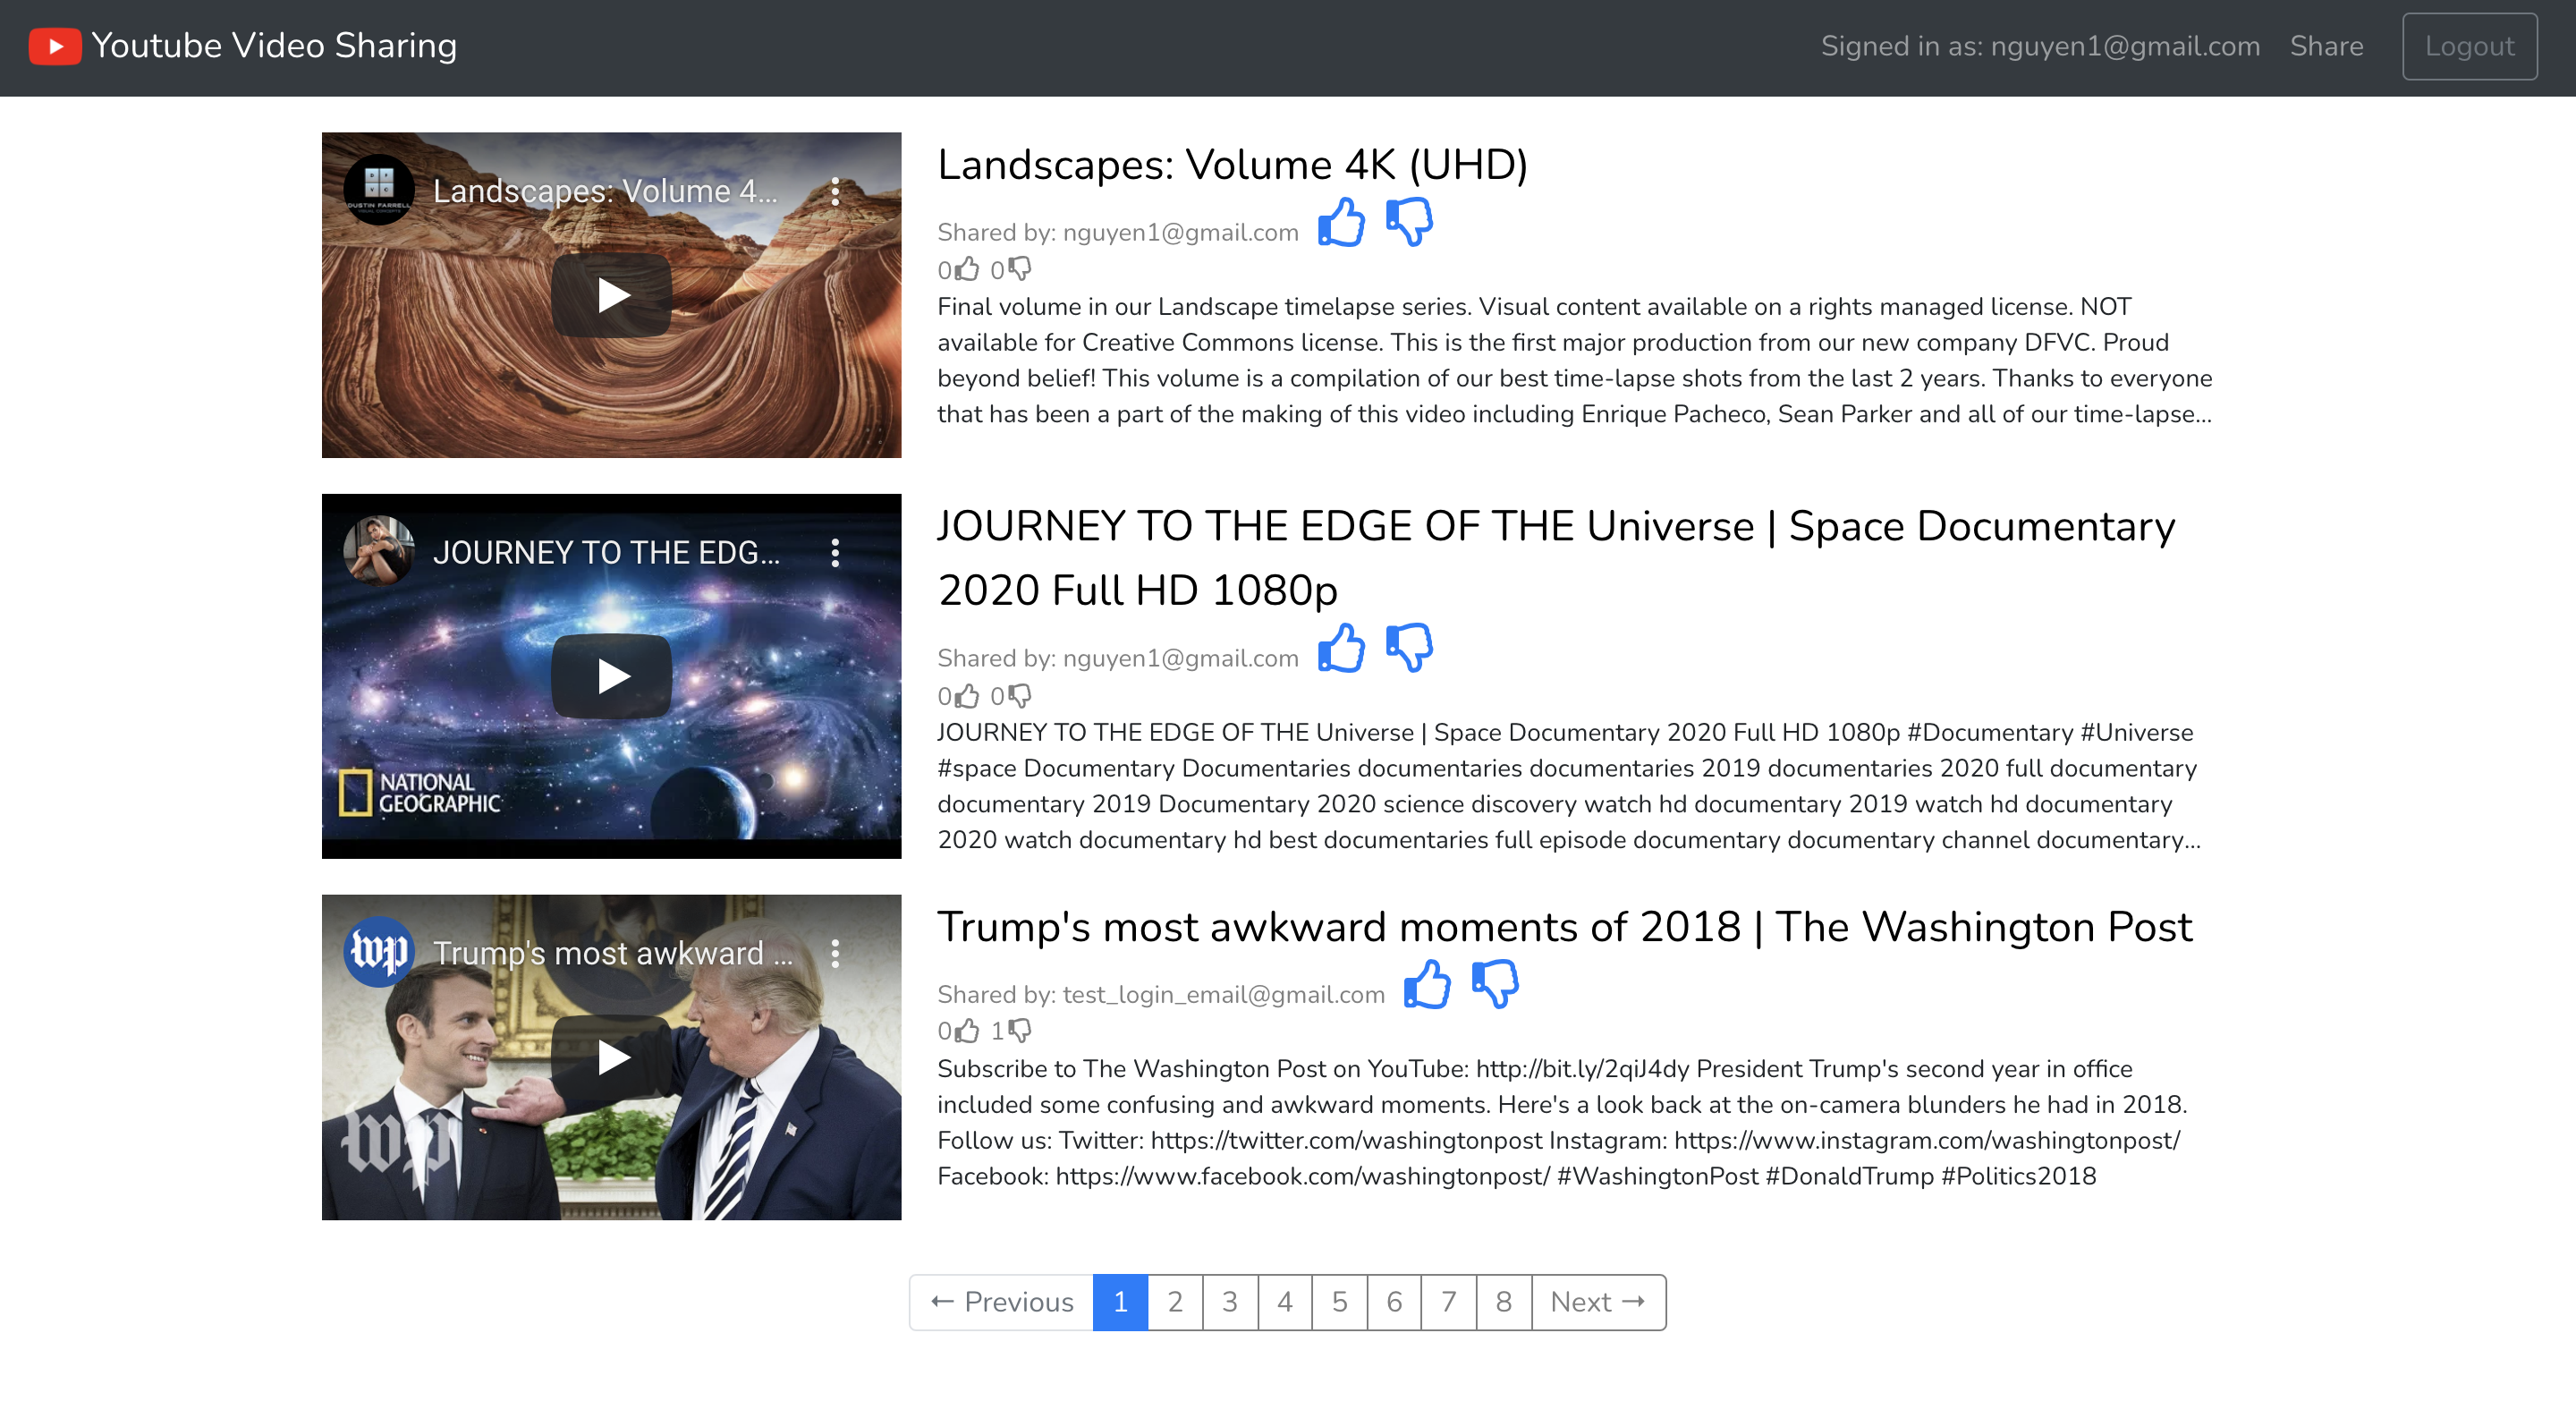 Youtube Video Sharing
Signed in as: nguyen1@gmail.com Share Logout
DUSTIN FARRELL
VISUAL CONCEPTS
Landscapes: Volume 4...
Landscapes: Volume 4K (UHD)
Shared by: nguyen1@gmail.com
0 0
Final volume in our Landscape timelapse series. Visual content available on a rights managed license. NOT
available for Creative Commons license. This is the first major production from our new company DFVC. Proud
beyond belief! This volume is a compilation of our best time-lapse shots from the last 2 years. Thanks to everyone
that has been a part of the making of this video including Enrique Pacheco, Sean Parker and all of our time-lapse...
JOURNEY TO THE EDG...
NATIONAL
GEOGRAPHIC
JOURNEY TO THE EDGE OF THE Universe | Space Documentary
2020 Full HD 1080p
Shared by: nguyen1@gmail.com
0 0
JOURNEY TO THE EDGE OF THE Universe | Space Documentary 2020 Full HD 1080p #Documentary #Universe
#space Documentary Documentaries documentaries documentaries 2019 documentaries 2020 full documentary
documentary 2019 Documentary 2020 science discovery watch hd documentary 2019 watch hd documentary
2020 watch documentary hd best documentaries full episode documentary documentary channel documentary...
wp
Trump's most awkward ...
wp
Trump's most awkward moments of 2018 | The Washington Post
Shared by: test_login_email@gmail.com
0 1
Subscribe to The Washington Post on YouTube: http://bit.ly/2qiJ4dy President Trump's second year in office
included some confusing and awkward moments. Here's a look back at the on-camera blunders he had in 2018.
Follow us: Twitter: https://twitter.com/washingtonpost Instagram: https://www.instagram.com/washingtonpost/
Facebook: https://www.facebook.com/washingtonpost/ #WashingtonPost #DonaldTrump #Politics2018
← Previous 1 2 3 4 5 6 7 8 Next →